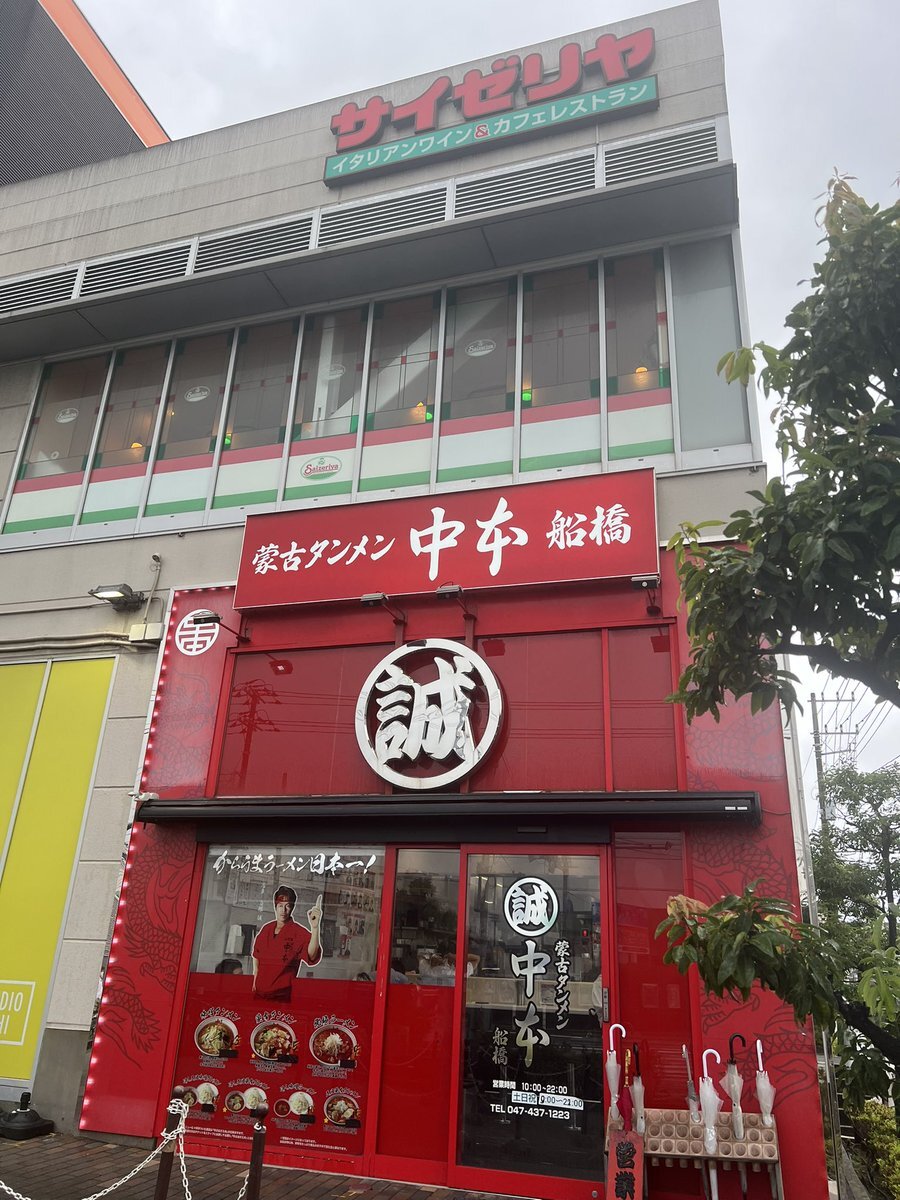 サイゼリヤ
イタリアンワイン&カフェレストラン
Saizeriya
蒙古タンメン 中本 船橋
誠
からうまラーメン日本一!
誠
蒙古タンメン
中本
船橋
営業時間 10:00~22:00
土日祝 9:00~21:00
TEL 047-437-1223
営業